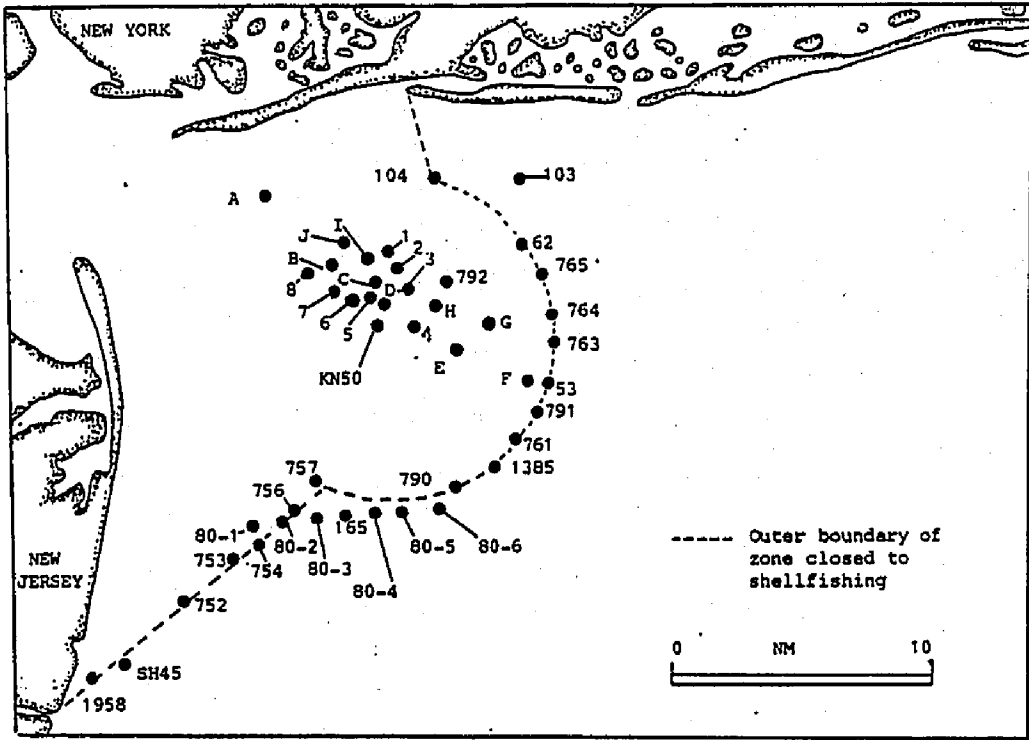 NEW YORK
104
103
A
I
J
1
2
3
B
C
D
8
792
62
765
7
6
5
H
4
G
764
763
KN50
E
F
53
791
761
1385
757
790
756
80-1
80-2
80-3
165
80-4
80-5
80-6
753
754
752
NEW
JERSEY
SH45
1958
Outer boundary of
zone closed to
shellfishing
0 NM 10